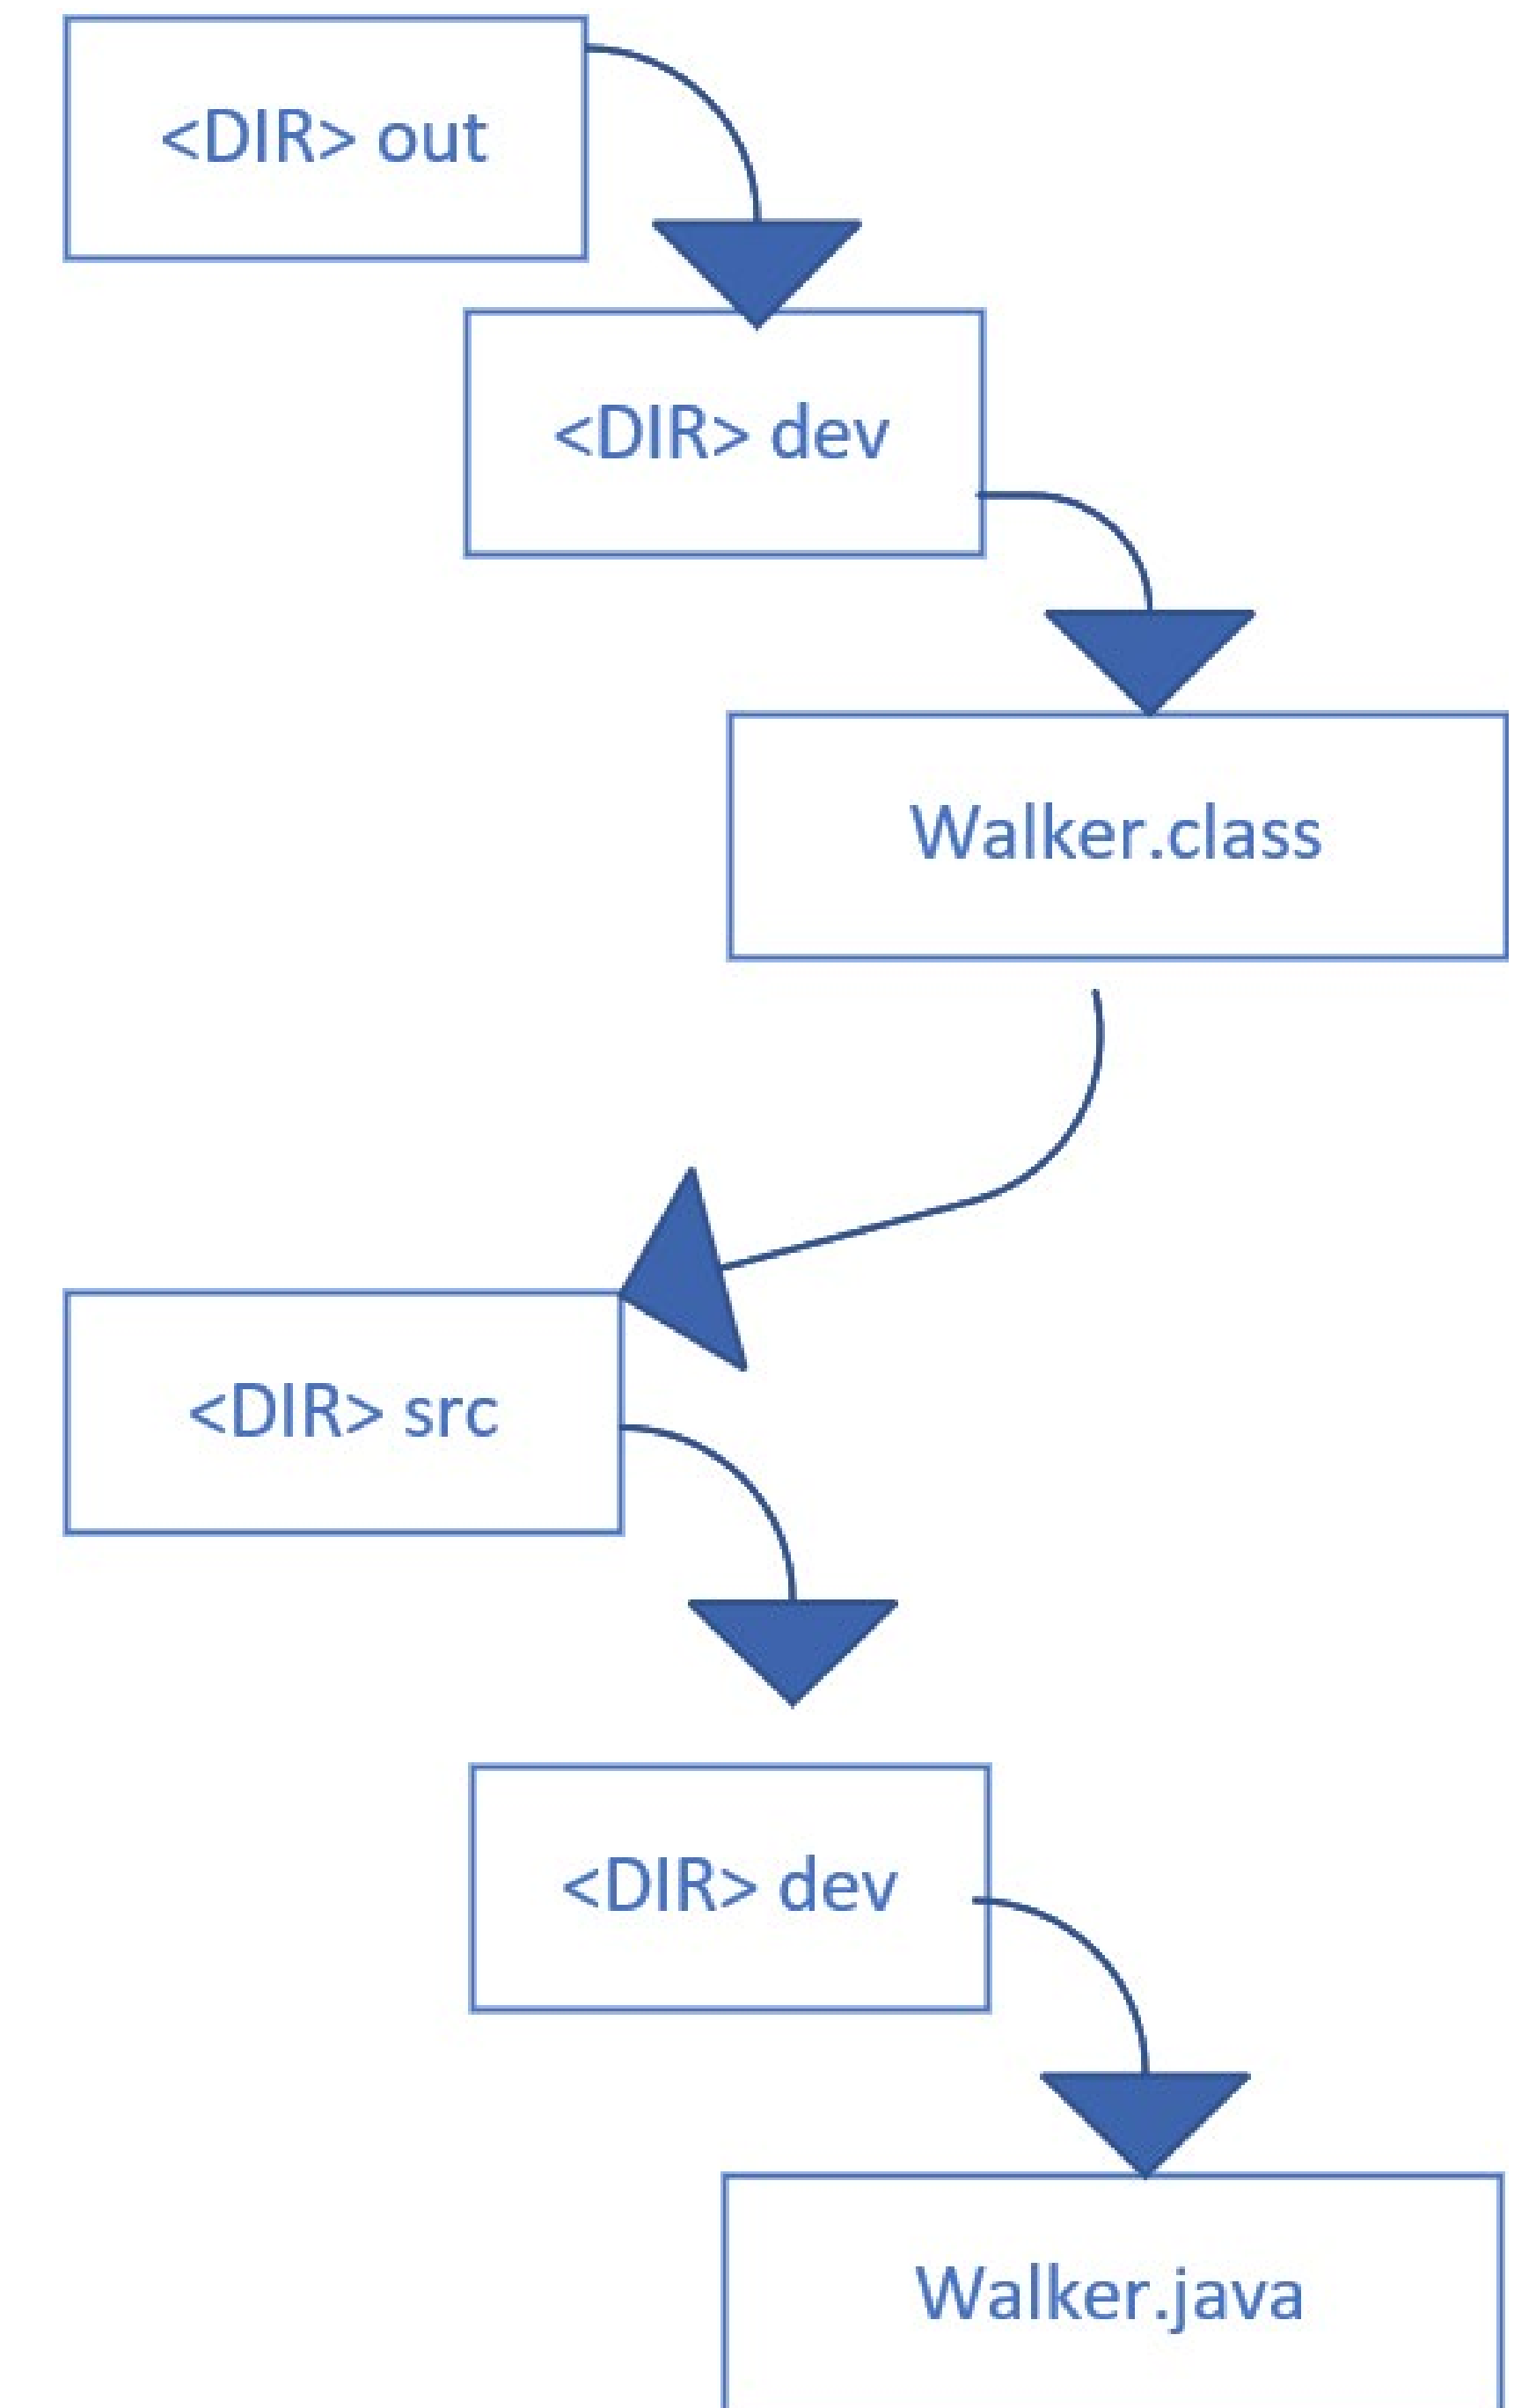 <DIR> out
<DIR> dev
Walker.class
<DIR> src
<DIR> dev
Walker.java